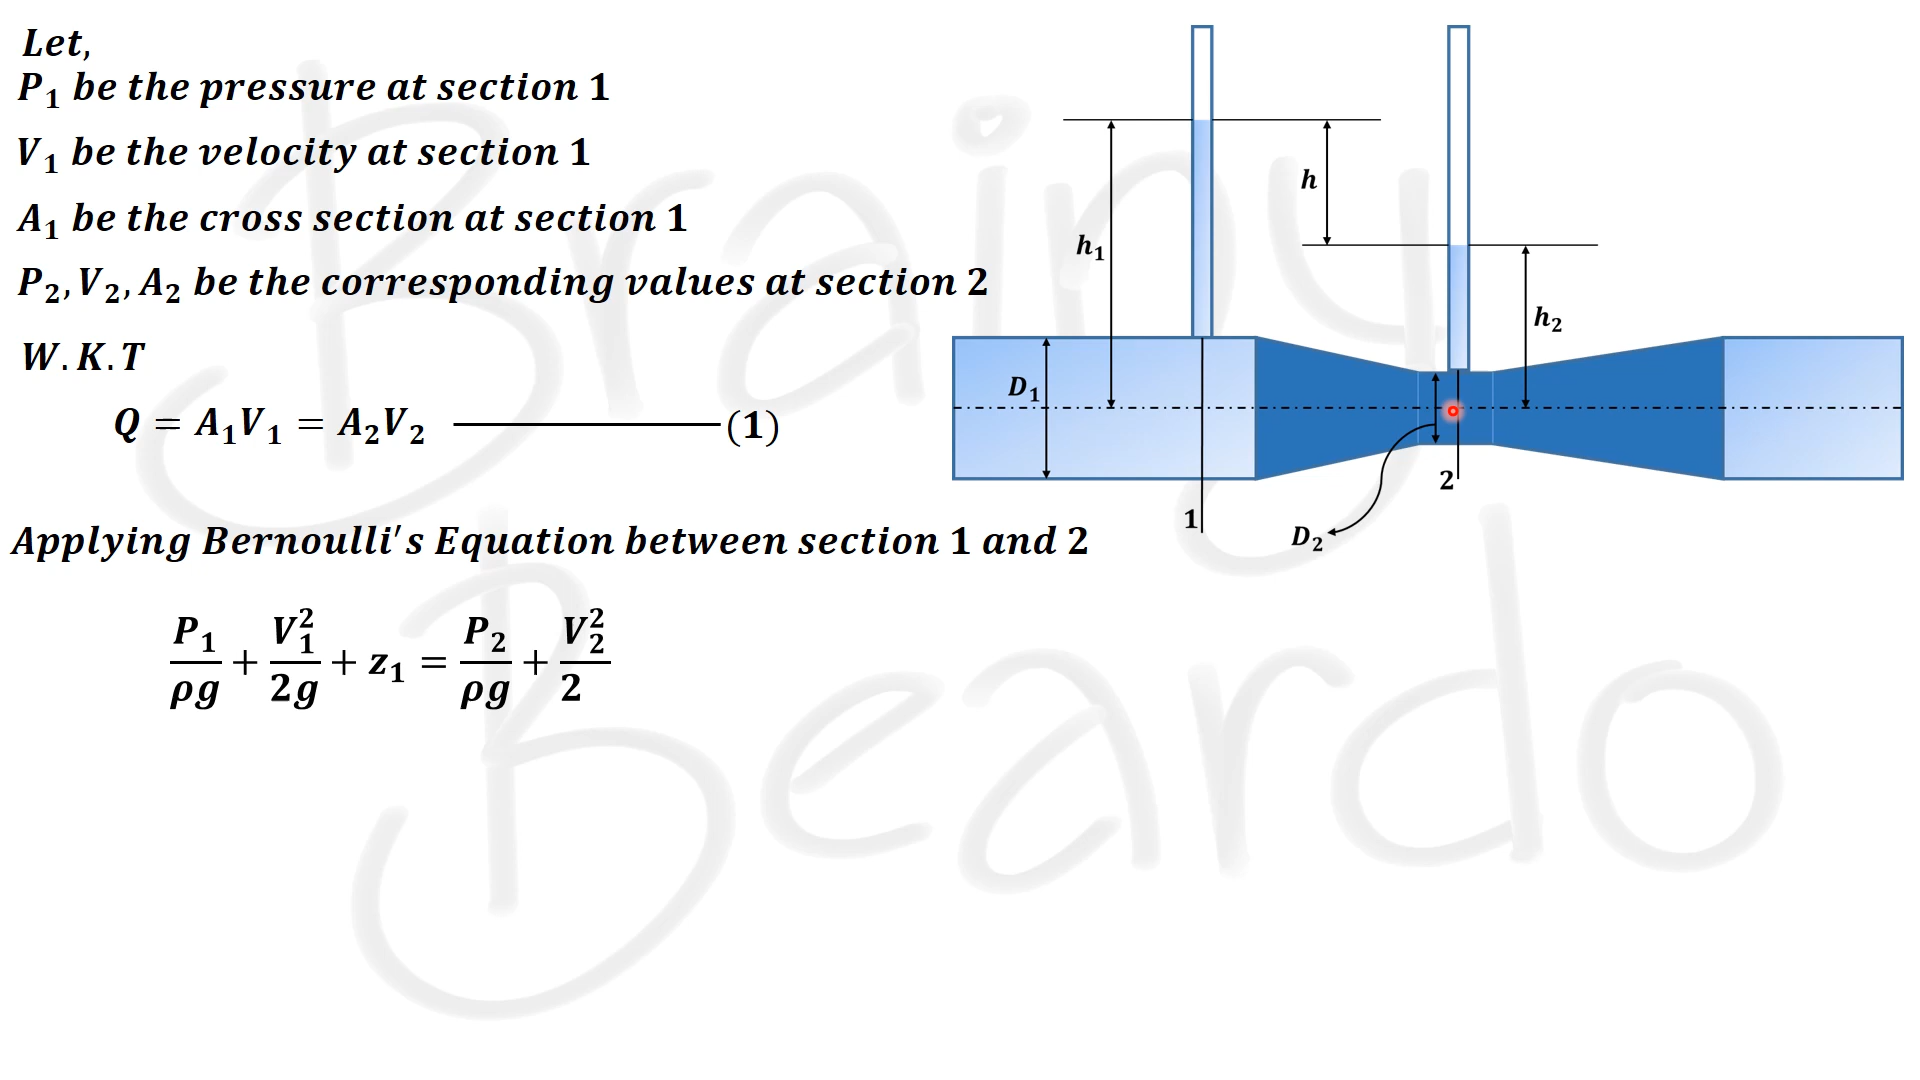 Let,
P₁ be the pressure at section 1
V₁ be the velocity at section 1
A₁ be the cross section at section 1
P₂, V₂, A₂ be the corresponding values at section 2
W.K.T
Q = A₁V₁ = A₂V₂ ———— (1)
Applying Bernoulli's Equation between section 1 and 2
P₁/ρg + V₁²/2g + z₁ = P₂/ρg + V₂²/2
h
h₁
h₂
D₁
2
1
D₂
Brainy
Beardo